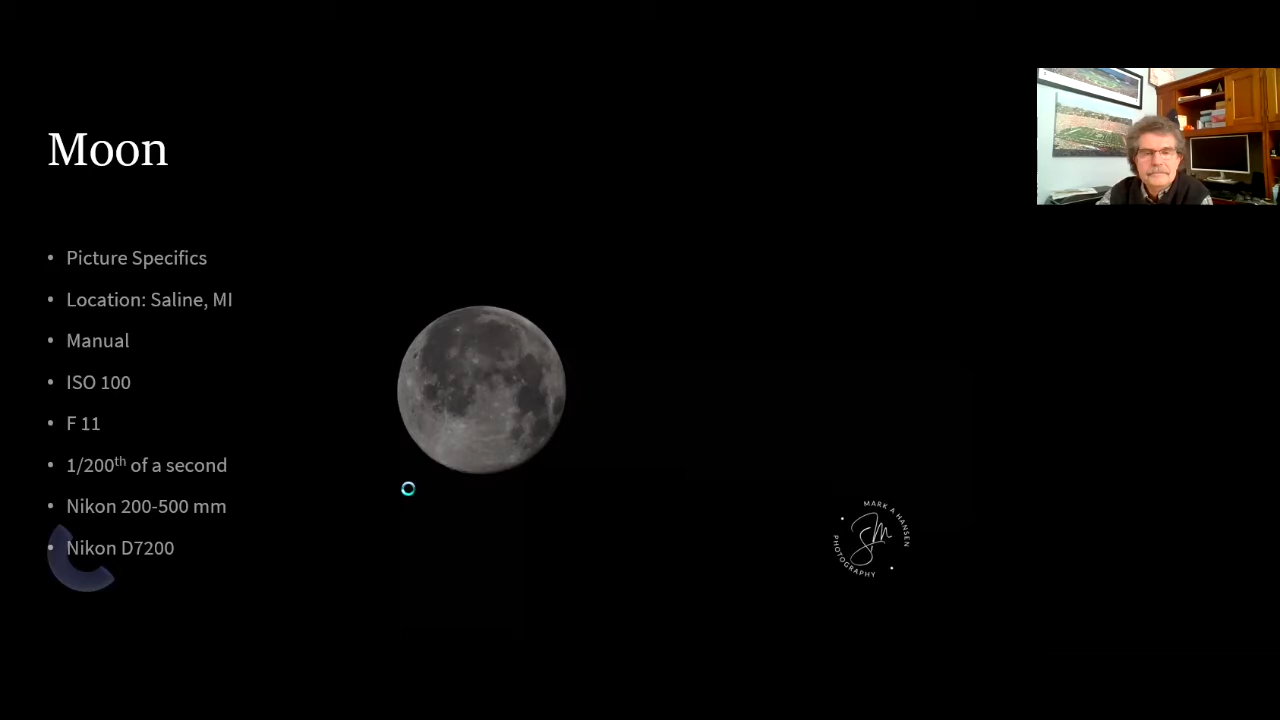 Moon
• Picture Specifics
• Location: Saline, MI
• Manual
• ISO 100
• F 11
• 1/200th of a second
• Nikon 200-500 mm
• Nikon D7200
MARK A HANSEN
PHOTOGRAPHY